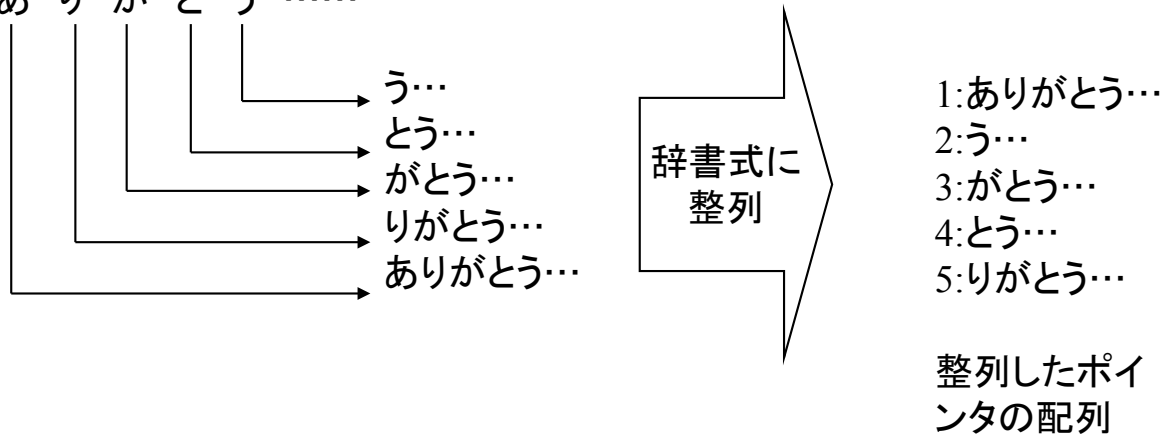 ありがとう……
う…
とう…
がとう…
りがとう…
ありがとう…
辞書式に
整列
1:ありがとう…
2:う…
3:がとう…
4:とう…
5:りがとう…
整列したポイ
ンタの配列